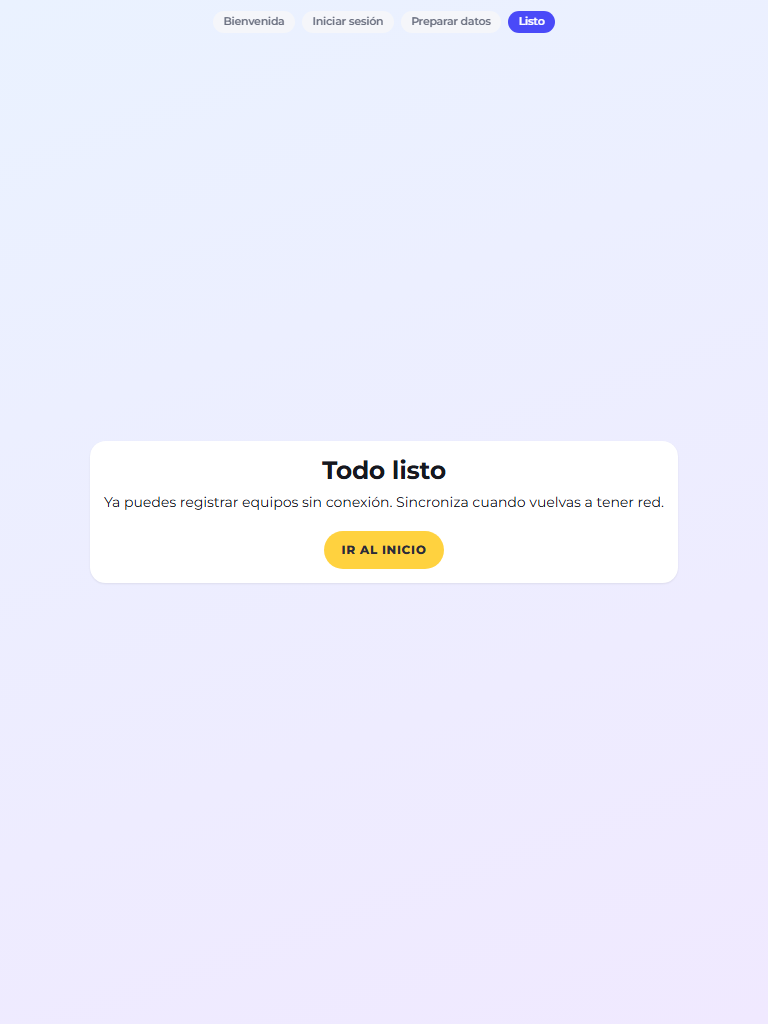 Bienvenida Iniciar sesión Preparar datos Listo
Todo listo
Ya puedes registrar equipos sin conexión. Sincroniza cuando vuelvas a tener red.
IR AL INICIO